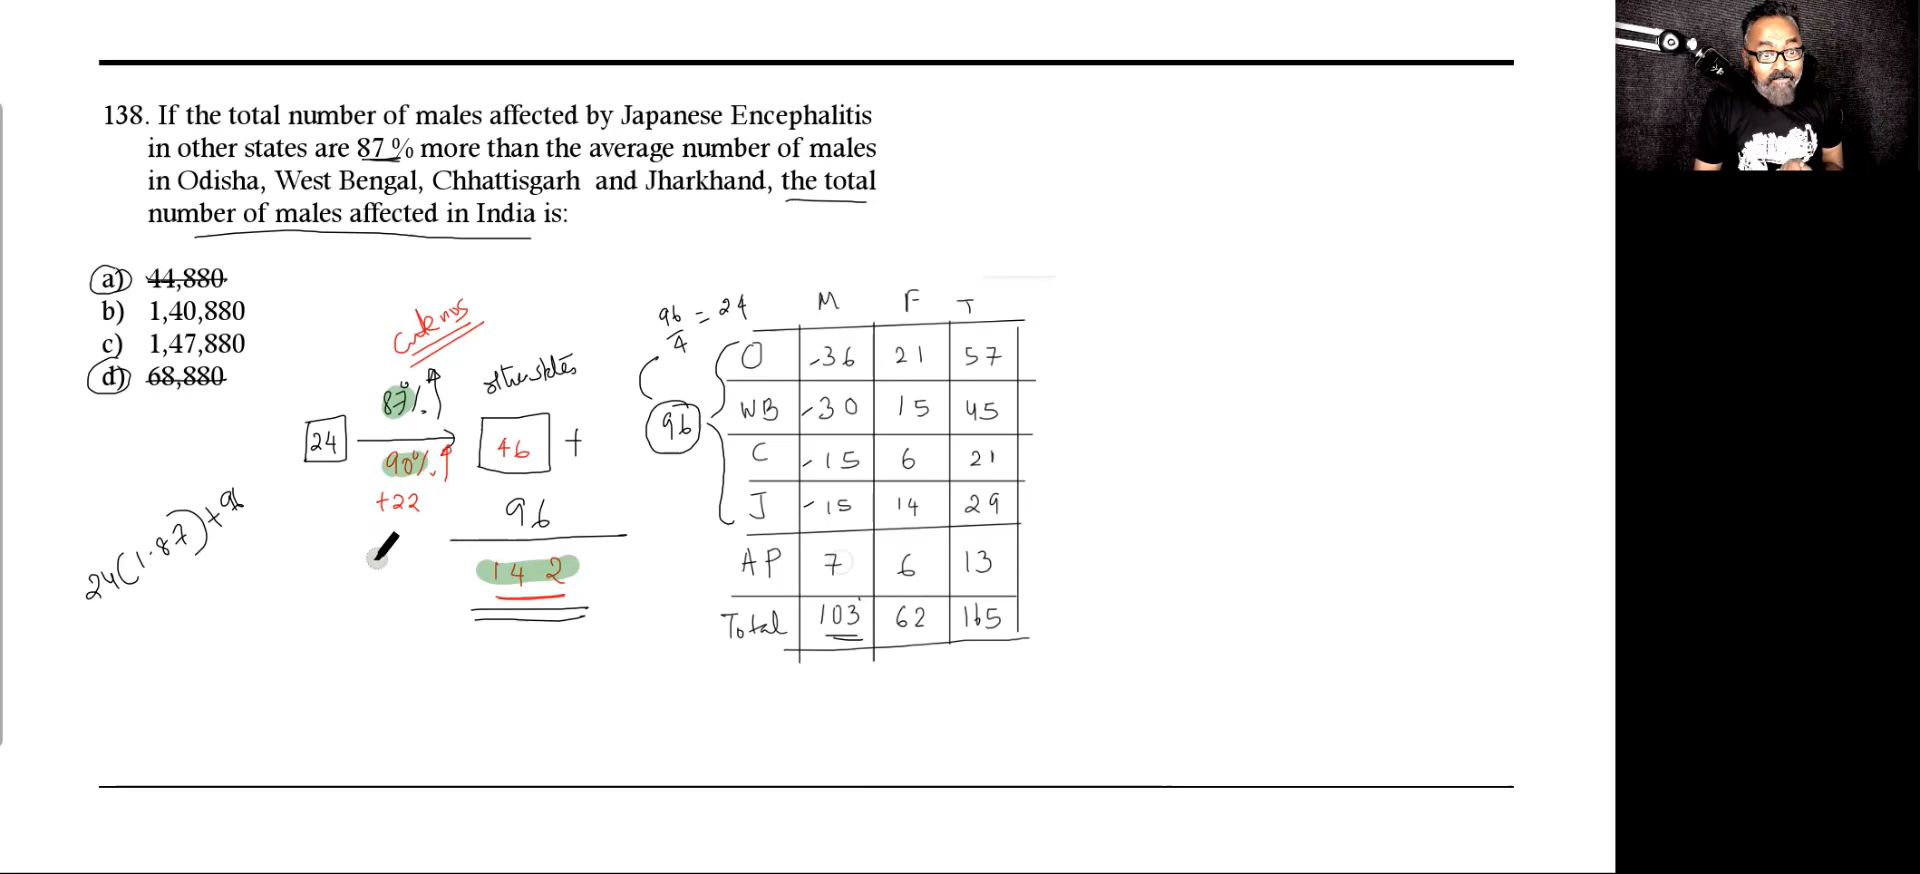 138. If the total number of males affected by Japanese Encephalitis
in other states are 87 % more than the average number of males
in Odisha, West Bengal, Chhattisgarh and Jharkhand, the total
number of males affected in India is:
a) 44,880
b) 1,40,880
c) 1,47,880
d) 68,880
Crude nos
87%↑
other states
24
90%↑
+22
46 +
96
142
24(1.87)+96
96/4 = 24
96
M F T
O 36 21 57
WB 30 15 45
C 15 6 21
J 15 14 29
AP 7 6 13
Total 103 62 165